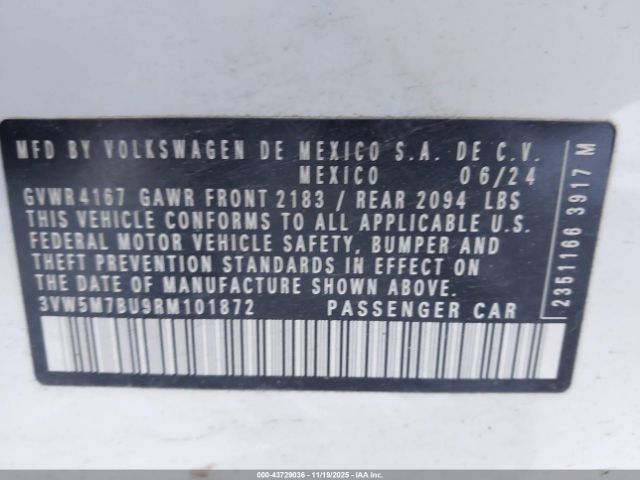 MFD BY VOLKSWAGEN DE MEXICO S.A. DE C.V.
MEXICO 06/24
GVWR 4167 GAWR FRONT 2183 / REAR 2094 LBS
THIS VEHICLE CONFORMS TO ALL APPLICABLE U.S.
FEDERAL MOTOR VEHICLE SAFETY, BUMPER AND
THEFT PREVENTION STANDARDS IN EFFECT ON
THE DATE OF MANUFACTURE SHOWN ABOVE.
3VW5M7BU9RM101872 PASSENGER CAR
2351166 3917 M
000-43729036 - 11/19/2025 - IAAI.COM